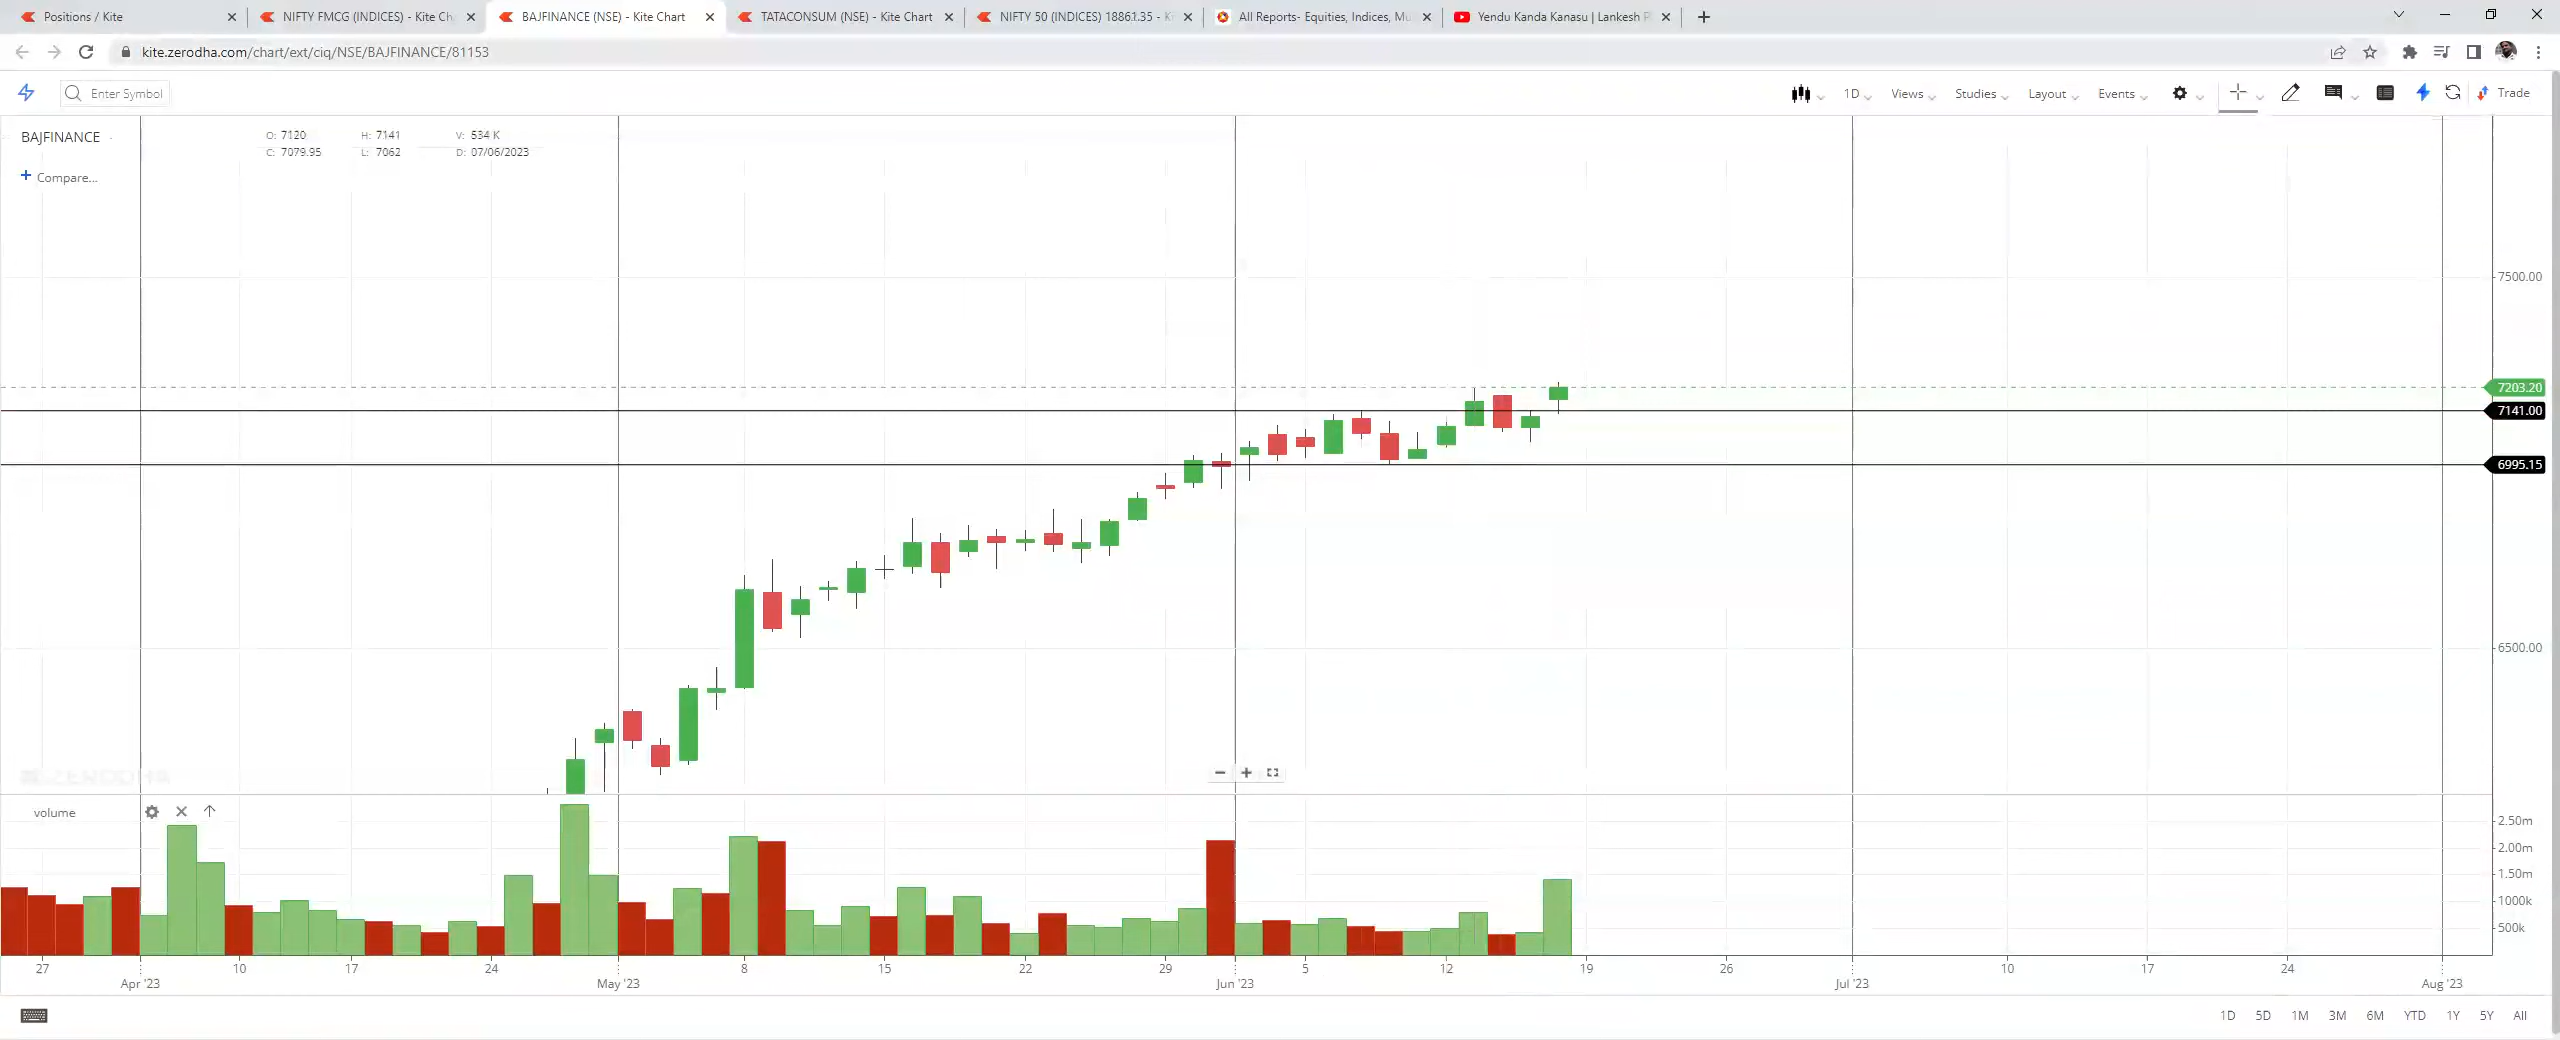 Positions / Kite
NIFTY FMCG (INDICES) - Kite Ch
BAJFINANCE (NSE) - Kite Chart
TATACONSUM (NSE) - Kite Chart
NIFTY 50 (INDICES) 18861.35 - Ki
All Reports- Equities, Indices, Mu
Yendu Kanda Kanasu | Lankesh P
kite.zerodha.com/chart/ext/ciq/NSE/BAJFINANCE/81153
Enter Symbol
1D
Views
Studies
Layout
Events
Trade
BAJFINANCE
O: 7120 H: 7141 V: 534 K
C: 7079.95 L: 7062 D: 07/06/2023
Compare...
7500.00
7203.20
7141.00
6995.15
6500.00
ZERODHA
volume
2.50m
2.00m
1.50m
1000k
500k
27 10 17 24 8 15 22 29 5 12 19 26 10 17 24
Apr '23 May '23 Jun '23 Jul '23 Aug '23
1D 5D 1M 3M 6M YTD 1Y 5Y All